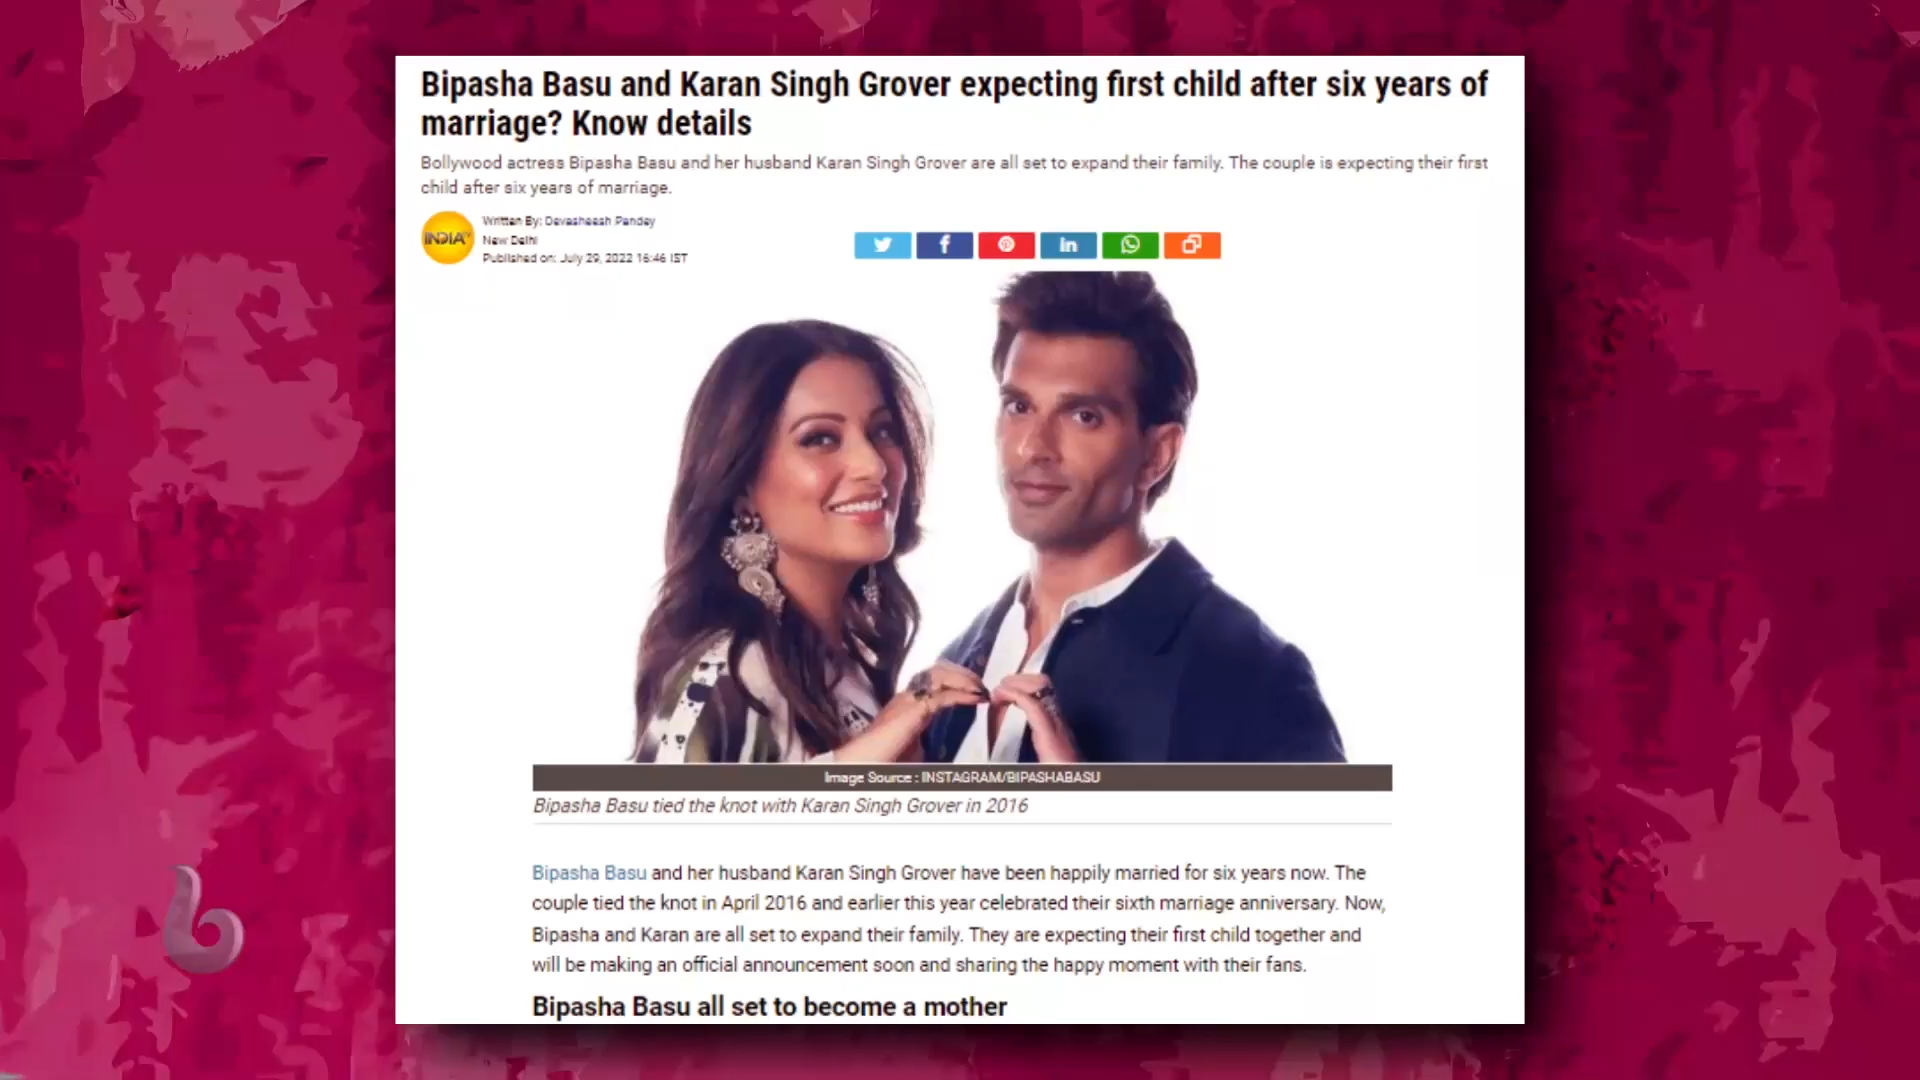 Bipasha Basu and Karan Singh Grover expecting first child after six years of
marriage? Know details
Bollywood actress Bipasha Basu and her husband Karan Singh Grover are all set to expand their family. The couple is expecting their first
child after six years of marriage.
INDIA TV
Written By: Devasheesh Pandey
New Delhi
Published on: July 29, 2022 16:46 IST
f
in
Image Source : INSTAGRAM/BIPASHABASU
Bipasha Basu tied the knot with Karan Singh Grover in 2016
Bipasha Basu and her husband Karan Singh Grover have been happily married for six years now. The
couple tied the knot in April 2016 and earlier this year celebrated their sixth marriage anniversary. Now,
Bipasha and Karan are all set to expand their family. They are expecting their first child together and
will be making an official announcement soon and sharing the happy moment with their fans.
Bipasha Basu all set to become a mother
b